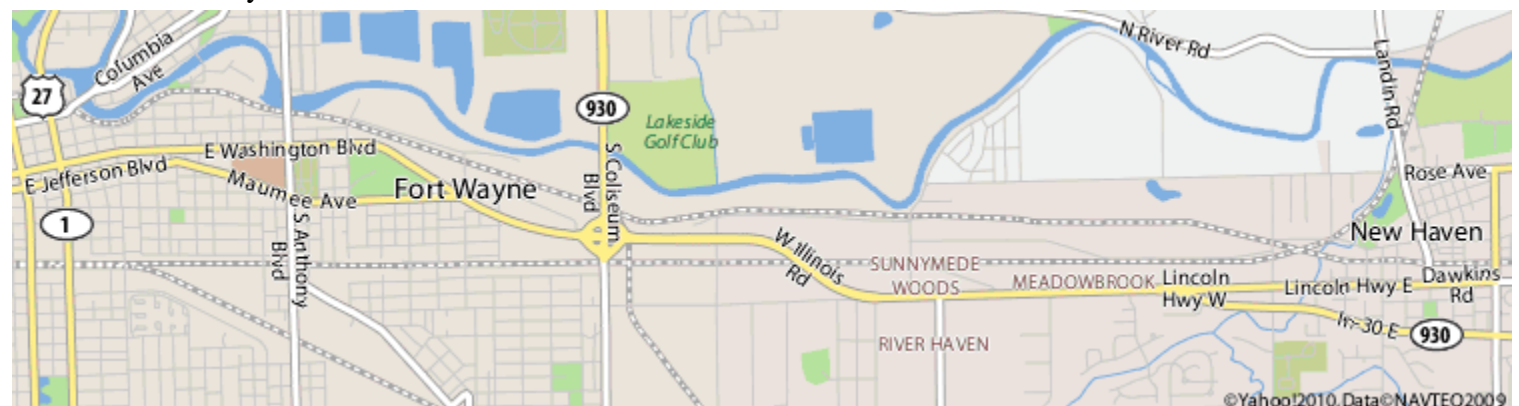 N River Rd
Columbia
Ave
Landin Rd
27
930
Lakeside
Golf Club
E Washington Blvd
E Jefferson Blvd
Maumee Ave
Fort Wayne
S Coliseum
Blvd
Rose Ave
1
S Anthony
Blvd
W Illinois
Rd
New Haven
SUNNYMEDE
WOODS
MEADOWBROOK
Lincoln
Hwy W
Lincoln Hwy E
Dawkins
Rd
In-30 E
930
RIVER HAVEN
©Yahoo!2010, Data©NAVTEQ2009